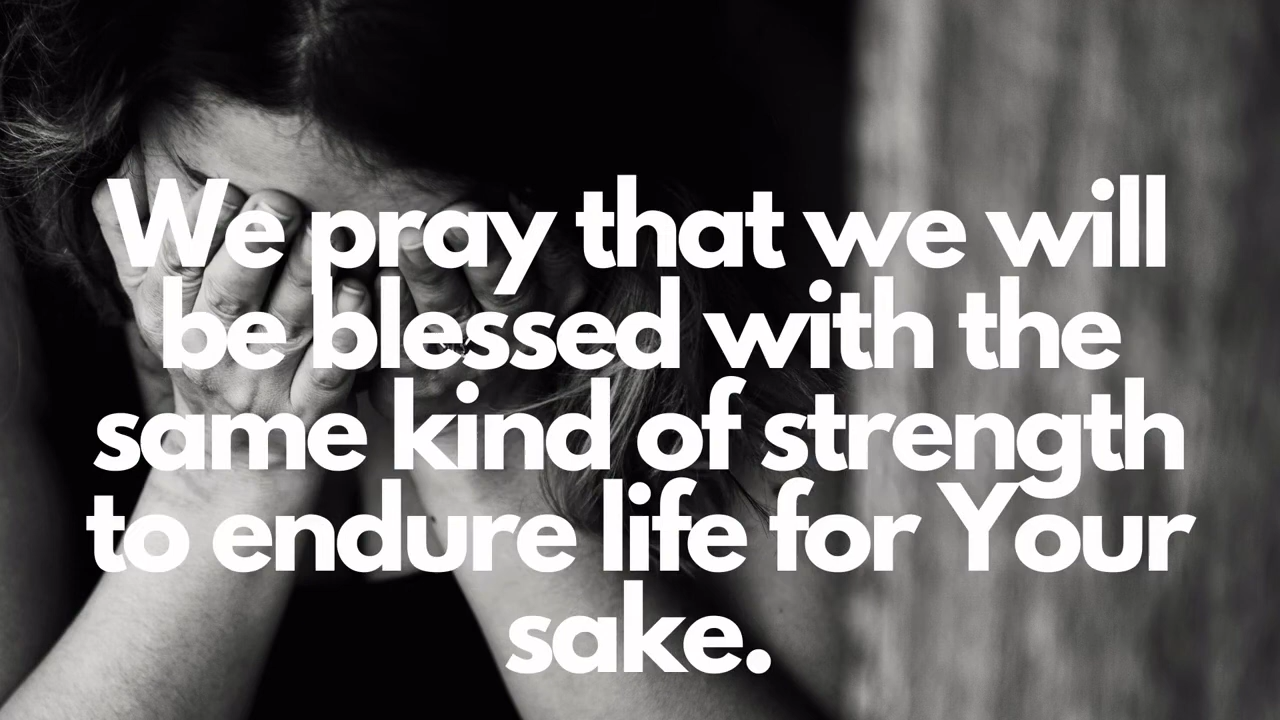 We pray that we will
be blessed with the
same kind of strength
to endure life for Your
sake.